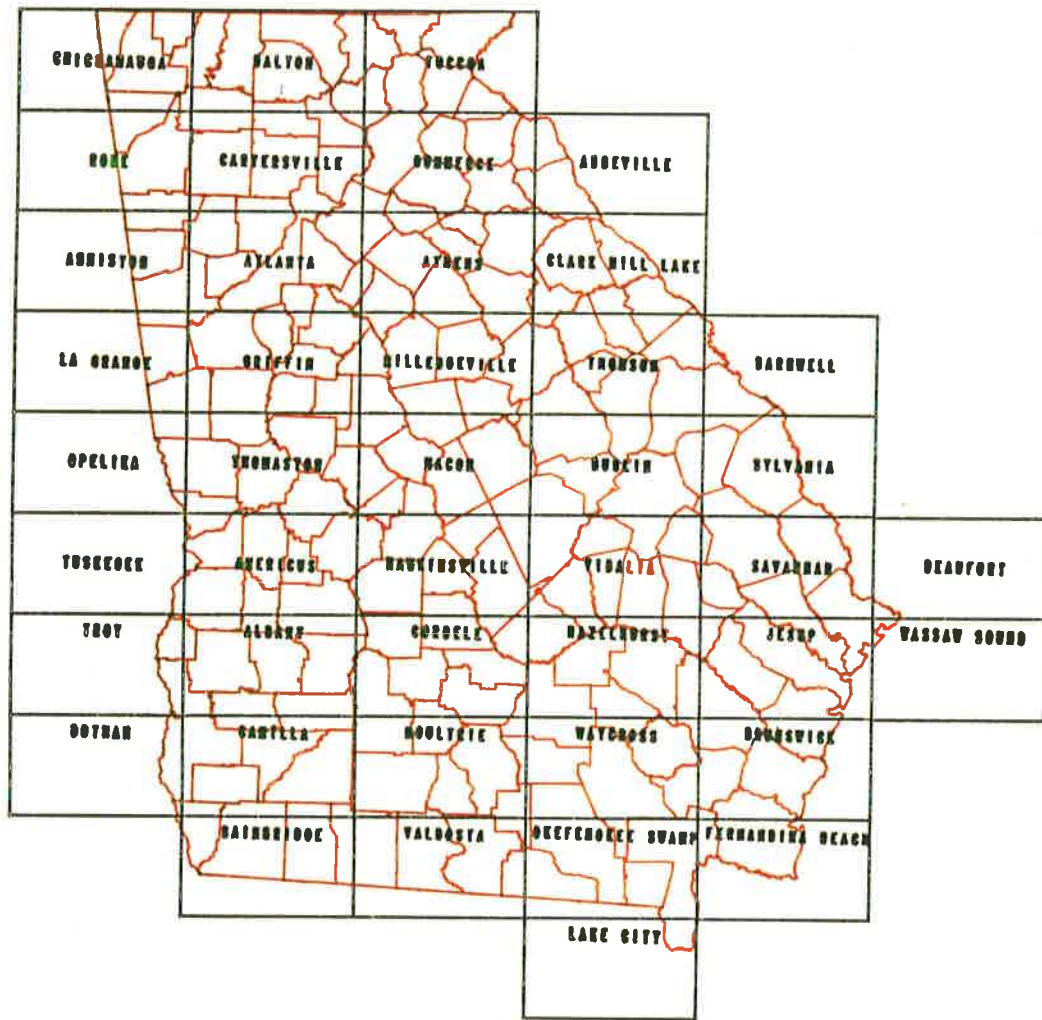 CHICKAMAUGA DALTON TOCCOA
ROME CARTERSVILLE COMMERCE ABBEVILLE
ANNISTON ATLANTA ATHENS CLARK HILL LAKE
LA GRANGE GRIFFIN MILLEDGEVILLE THOMSON BARNWELL
OPELIKA THOMASTON MACON DUBLIN SYLVANIA
TUSKEGEE AMERICUS HAWKINSVILLE VIDALIA SAVANNAH BEAUFORT
TROY ALBANY CORDELE HAZELHURST JESUP WASSAW SOUND
DOTHAN CAMILLA MOULTRIE WAYCROSS BRUNSWICK
BAINBRIDGE VALDOSTA OKEFENOKEE SWAMP FERNANDINA BEACH
LAKE CITY